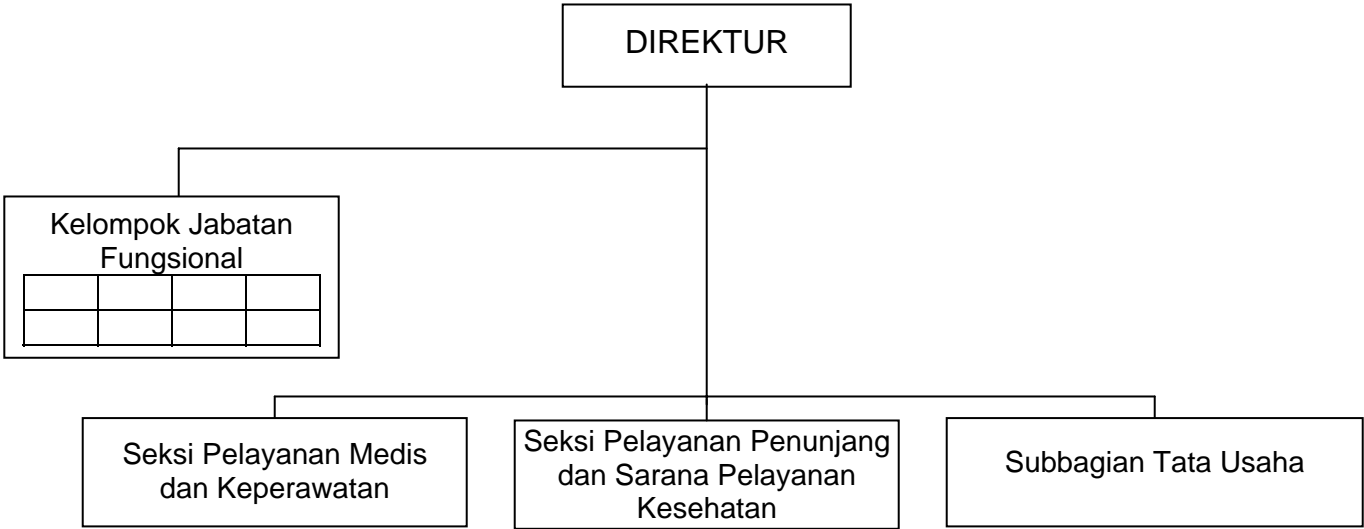 DIREKTUR
Kelompok Jabatan
Fungsional
Seksi Pelayanan Medis
dan Keperawatan
Seksi Pelayanan Penunjang
dan Sarana Pelayanan
Kesehatan
Subbagian Tata Usaha